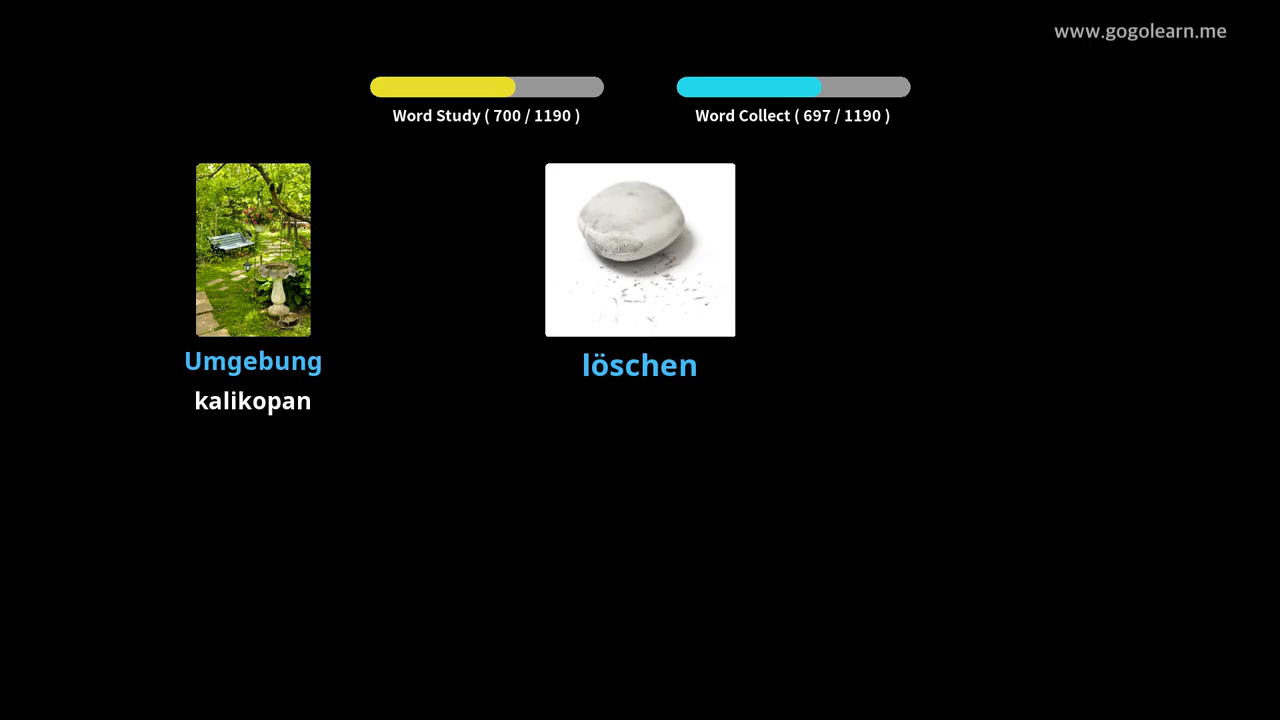 www.gogolearn.me
Word Study ( 700 / 1190 )
Word Collect ( 697 / 1190 )
Umgebung
kalikopan
löschen